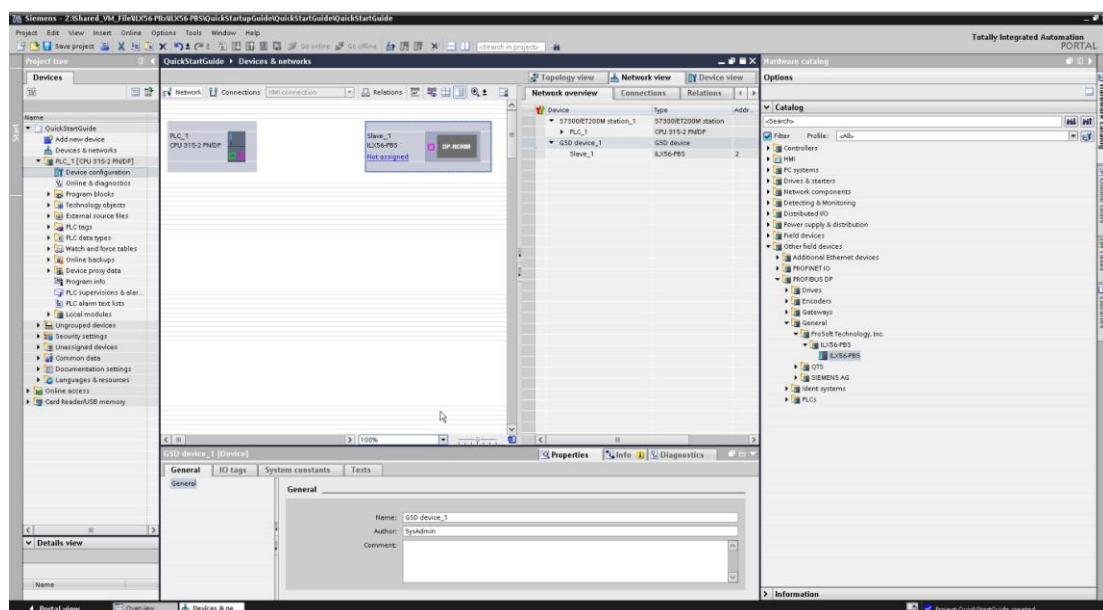 Siemens - Z:\Shared_VM_File\ILX56-PBS\ILX56-PBS\QuickStartupGuide\QuickStartGuide\QuickStartGuide
Project Edit View Insert Online Options Tools Window Help
Totally Integrated Automation
PORTAL
Save project
Go online
Go offline
<Search in project>
Project tree
QuickStartGuide
Devices & networks
Hardware catalog
Devices
Topology view
Network view
Device view
Options
Network
Connections
HMI connection
Relations
Network overview
Connections
Relations
Name
QuickStartGuide
Add new device
Devices & networks
PLC_1 [CPU 315-2 PN/DP]
Device configuration
Online & diagnostics
Program blocks
Technology objects
External source files
PLC tags
PLC data types
Watch and force tables
Online backups
Device proxy data
Program info
PLC supervisions & alar...
PLC alarm text lists
Local modules
Ungrouped devices
Security settings
Unassigned devices
Common data
Documentation settings
Languages & resources
Online access
Card Reader/USB memory
Start
PLC_1
CPU 315-2 PN/DP
Slave_1
ILX56-PBS
Not assigned
DP-NORM
Device Type Addr...
S7300/ET200M station_1 S7300/ET200M station
PLC_1 CPU 315-2 PN/DP
GSD device_1 GSD device
Slave_1 ILX56-PBS 2
Catalog
<Search>
Filter Profile: <All>
Controllers
HMI
PC systems
Drives & starters
Network components
Detecting & Monitoring
Distributed I/O
Power supply & distribution
Field devices
Other field devices
Additional Ethernet devices
PROFINET IO
PROFIBUS DP
Drives
Encoders
Gateways
General
ProSoft Technology, Inc.
ILX56-PBS
ILX56-PBS
QTS
SIEMENS AG
Ident systems
PLCs
Hardware catalog
100%
GSD device_1 [Device]
Properties
Info
Diagnostics
General
IO tags
System constants
Texts
General
General
Name: GSD device_1
Author: SysAdmin
Comment:
Details view
Name
Information
Portal view
Overview
Devices & ne...
Project QuickStartGuide created.